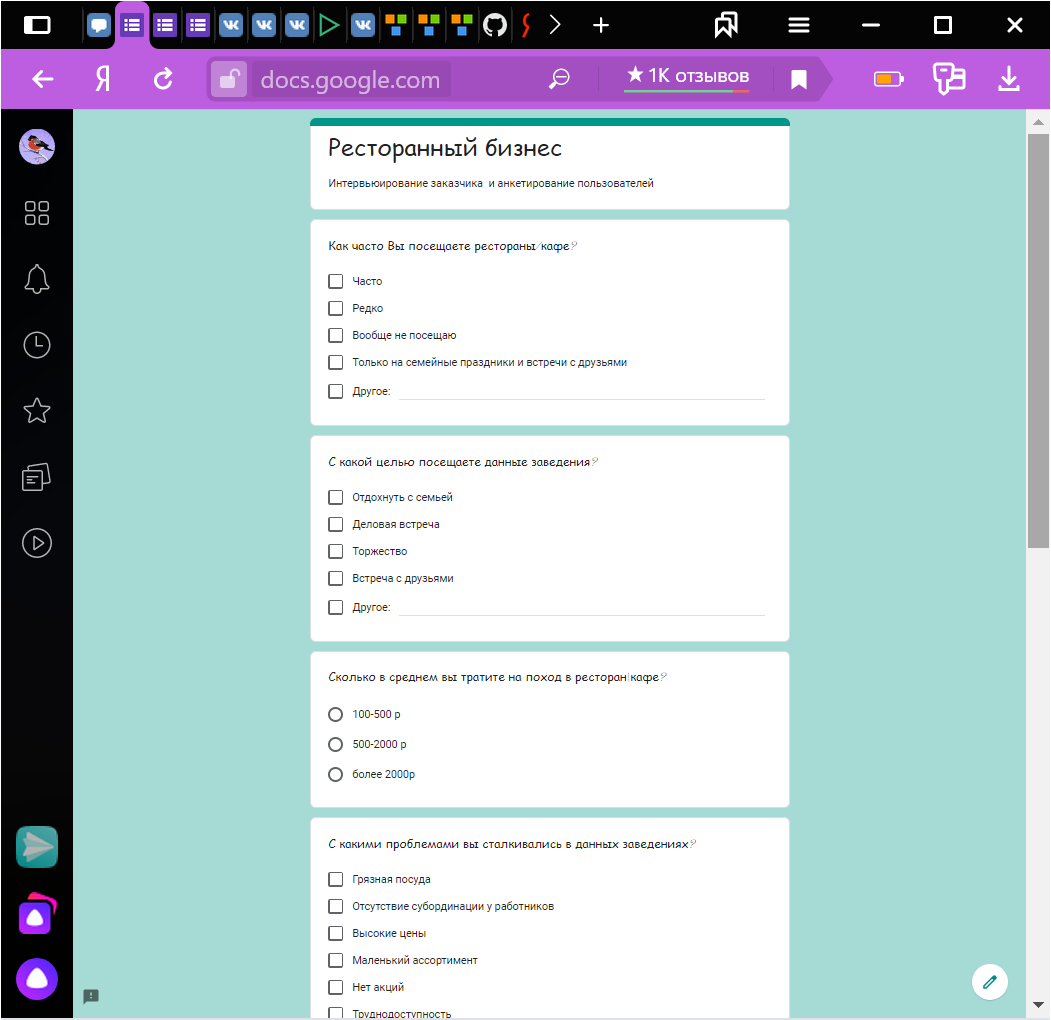 Я
docs.google.com
★ 1K отзывов
Ресторанный бизнес
Интервьюирование заказчика и анкетирование пользователей
Как часто Вы посещаете рестораны/кафе?
Часто
Редко
Вообще не посещаю
Только на семейные праздники и встречи с друзьями
Другое:
С какой целью посещаете данные заведения?
Отдохнуть с семьей
Деловая встреча
Торжество
Встреча с друзьями
Другое:
Сколько в среднем вы тратите на поход в ресторан|кафе?
100-500 р
500-2000 р
более 2000р
С какими проблемами вы сталкивались в данных заведениях?
Грязная посуда
Отсутствие субординации у работников
Высокие цены
Маленький ассортимент
Нет акций
Труднодоступность